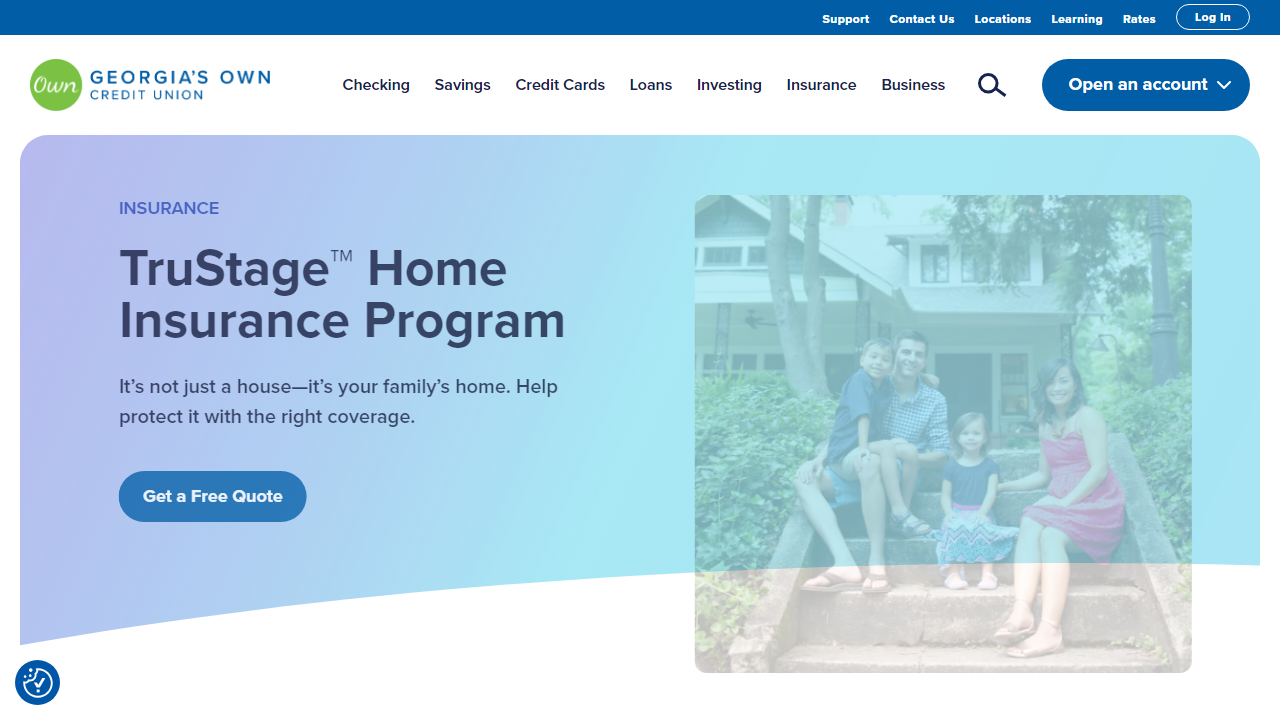 Support Contact Us Locations Learning Rates Log In
Own GEORGIA'S OWN
CREDIT UNION
Checking Savings Credit Cards Loans Investing Insurance Business Open an account
INSURANCE
TruStage™ Home
Insurance Program
It’s not just a house—it’s your family’s home. Help
protect it with the right coverage.
Get a Free Quote